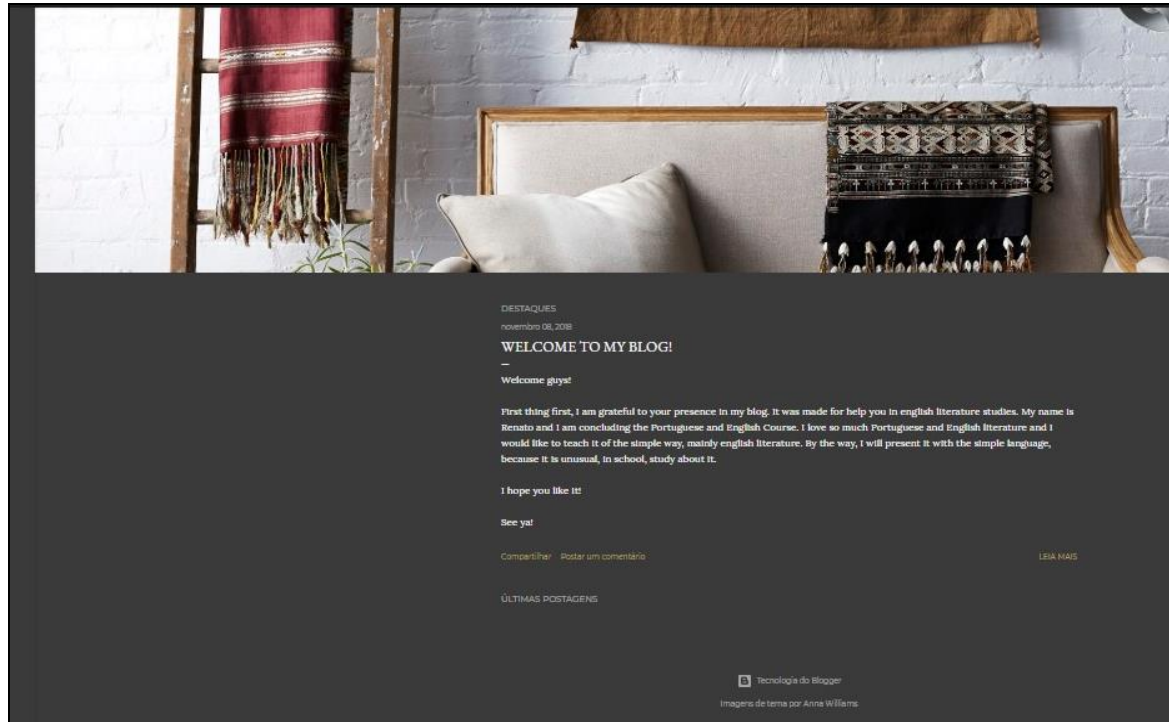 DESTAQUES
novembro 08, 2018
WELCOME TO MY BLOG!
Welcome guys!
First thing first, I am grateful to your presence in my blog. It was made for help you in english literature studies. My name is
Renato and I am concluding the Portuguese and English Course. I love so much Portuguese and English literature and I
would like to teach it of the simple way, mainly english literature. By the way, I will present it with the simple language,
because it is unusual, in school, study about it.
I hope you like it!
See ya!
Compartilhar Postar um comentário LEIA MAIS
ÚLTIMAS POSTAGENS
Tecnologia do Blogger
Imagens de tema por Anna Williams